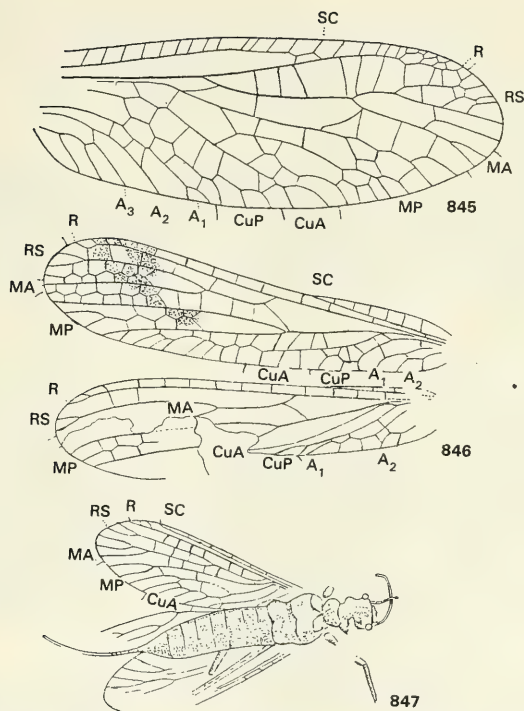 SC
R
RS
MA
MP
A3 A2 A1 CuP CuA
845
R
RS
SC
MA
MP
CuA CuP A1 A2
R
MA
RS
MP
CuA
CuP A1 A2
846
RS R SC
MA
MP
CuA
847